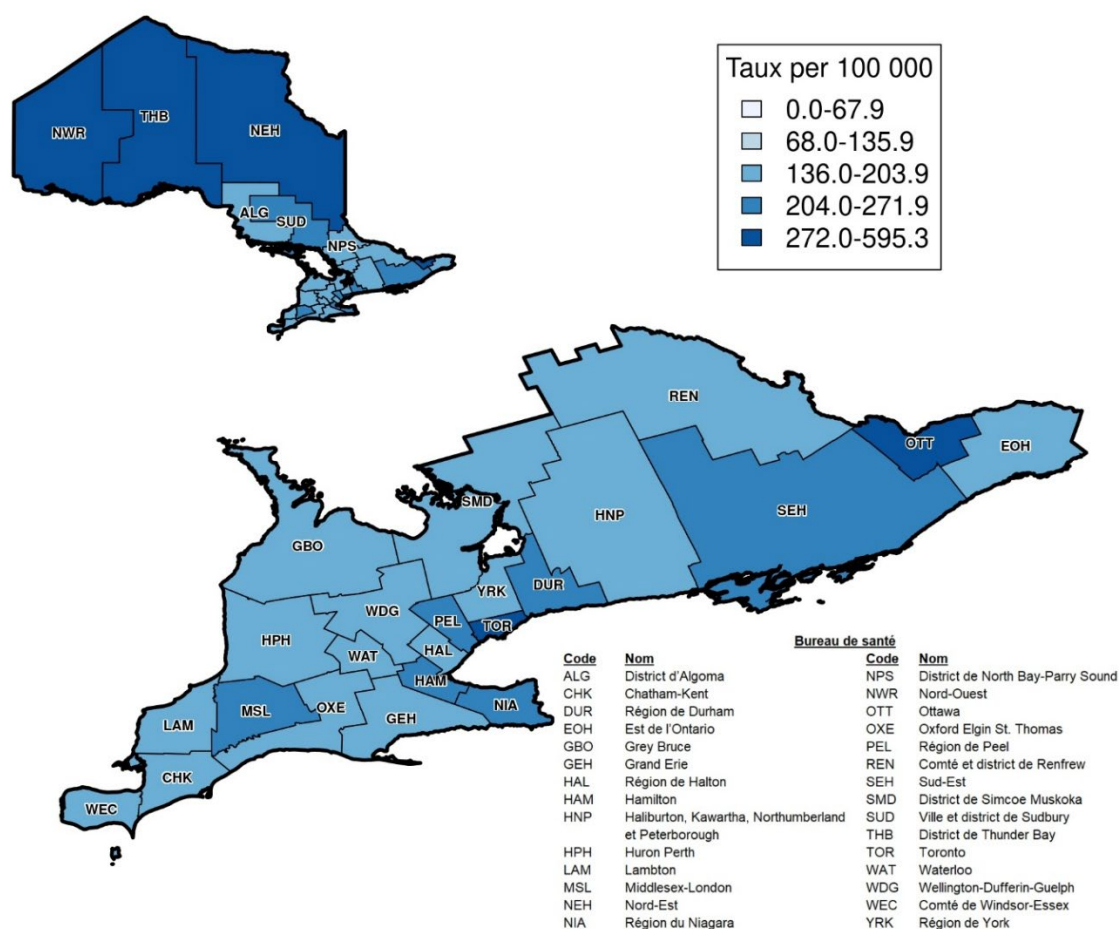 Taux per 100 000
0.0-67.9
68.0-135.9
136.0-203.9
204.0-271.9
272.0-595.3
NWR
THB
NEH
ALG
SUD
NPS
REN
OTT
EOH
SMD
HNP
SEH
GBO
YRK
DUR
WDG
PEL
TOR
HPH
WAT
HAL
HAM
MSL
OXE
GEH
NIA
LAM
CHK
WEC
Bureau de santé
Code Nom Code Nom
ALG District d'Algoma NPS District de North Bay-Parry Sound
CHK Chatham-Kent NWR Nord-Ouest
DUR Région de Durham OTT Ottawa
EOH Est de l'Ontario OXE Oxford Elgin St. Thomas
GBO Grey Bruce PEL Région de Peel
GEH Grand Erie REN Comté et district de Renfrew
HAL Région de Halton SEH Sud-Est
HAM Hamilton SMD District de Simcoe Muskoka
HNP Haliburton, Kawartha, Northumberland SUD Ville et district de Sudbury
et Peterborough THB District de Thunder Bay
HPH Huron Perth TOR Toronto
LAM Lambton WAT Waterloo
MSL Middlesex-London WDG Wellington-Dufferin-Guelph
NEH Nord-Est WEC Comté de Windsor-Essex
NIA Région du Niagara YRK Région de York